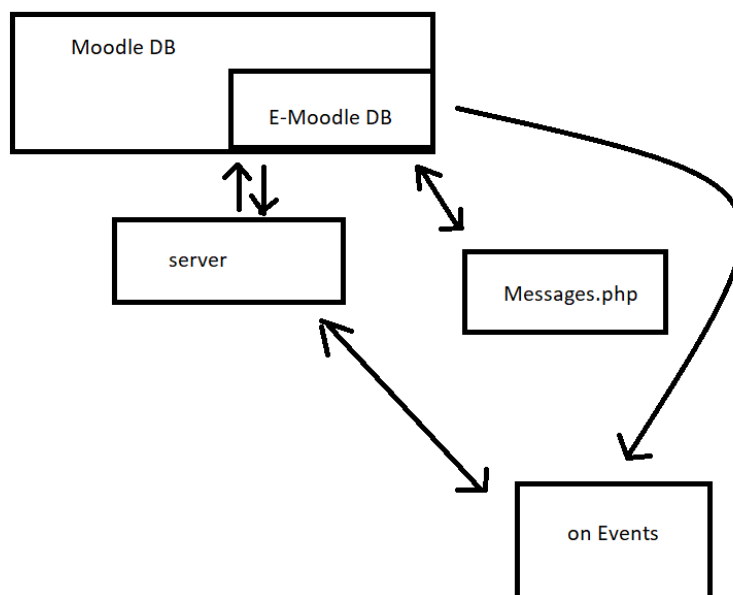 Moodle DB
E-Moodle DB
server
Messages.php
on Events